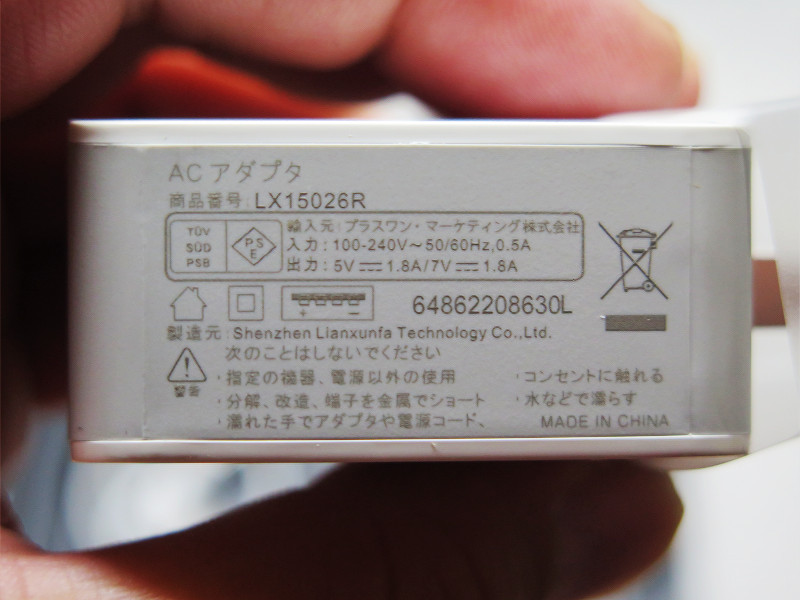 ACアダプタ
商品番号: LX15026R
TÜV
SÜD
PSB
PS
E
輸入元: プラスワン・マーケティング株式会社
入力: 100-240V～50/60Hz,0.5A
出力: 5V⎓1.8A/7V⎓1.8A
+ −
64862208630L
製造元: Shenzhen Lianxunfa Technology Co.,Ltd.
警告
次のことはしないでください
・指定の機器、電源以外の使用
・コンセントに触れる
・分解、改造、端子を金属でショート
・水などで濡らす
・濡れた手でアダプタや電源コード、
MADE IN CHINA